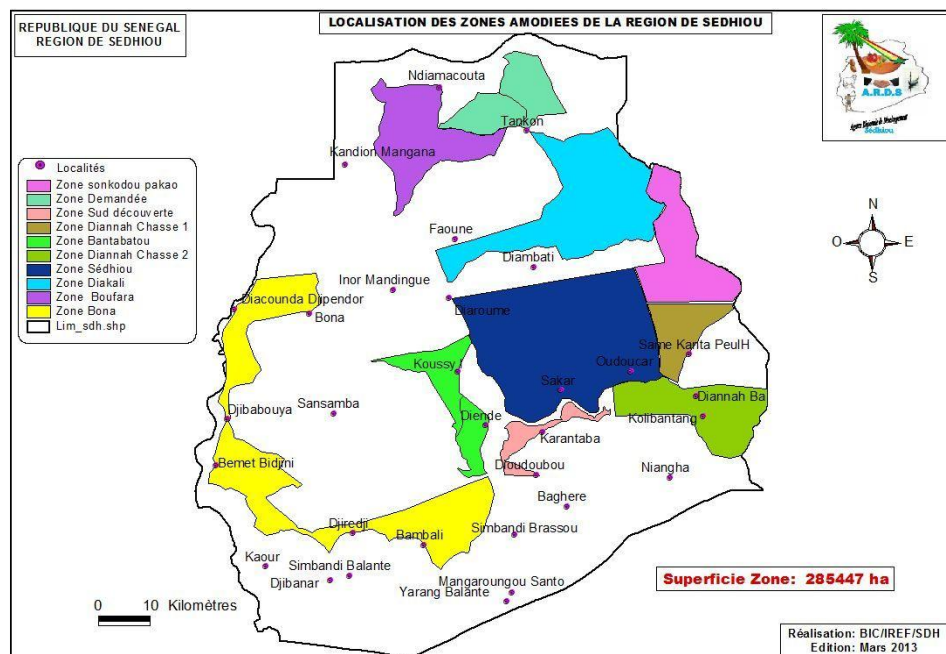 REPUBLIQUE DU SENEGAL
REGION DE SEDHIOU
LOCALISATION DES ZONES AMODIEES DE LA REGION DE SEDHIOU
A.R.D.S
Sédhiou
Localités
Zone sonkodou pakao
Zone Demandée
Zone Sud découverte
Zone Diannah Chasse 1
Zone Bantabatou
Zone Diannah Chasse 2
Zone Sédhiou
Zone Diakali
Zone Boufara
Zone Bona
Lim_sdh.shp
Ndiamacouta
Tankon
Kandion Mangana
Faoune
Diambati
Inor Mandingue
Diaroume
Diacounda Djipendor
Bona
Same Kanta PeulH
Koussy
Oudoucar
Sakar
Diannah Ba
Sansamba
Djibabouya
Diende
Kolibantang
Karantaba
Bemet Bidjini
Dioudoubou
Niangha
Baghere
Djiredji
Bambali
Simbandi Brassou
Kaour
Simbandi Balante
Djibanar
Mangaroungou Santo
Yarang Balante
N
O
E
S
Superficie Zone: 285447 ha
0 10 Kilomètres
Réalisation: BIC/IREF/SDH
Edition: Mars 2013